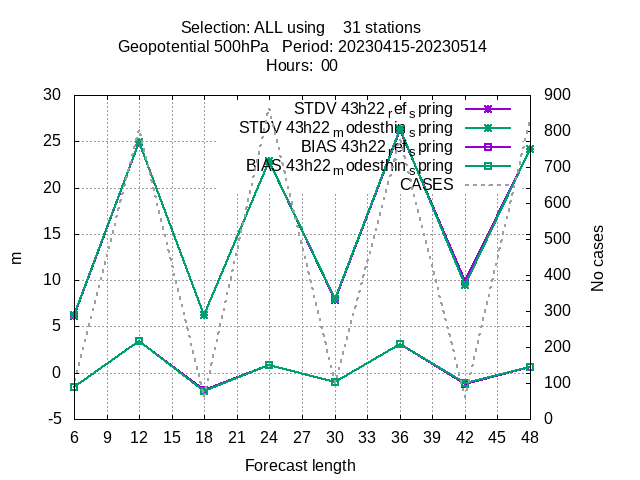 Selection: ALL using    31 stations
Geopotential 500hPa   Period: 20230415-20230514
Hours:  00
STDV 43h22_ref_spring
STDV 43h22_modesthin_spring
BIAS 43h22_ref_spring
BIAS 43h22_modesthin_spring
CASES
30
25
20
15
10
5
0
-5
m
900
800
700
600
500
400
300
200
100
0
No cases
6 9 12 15 18 21 24 27 30 33 36 39 42 45 48
Forecast length